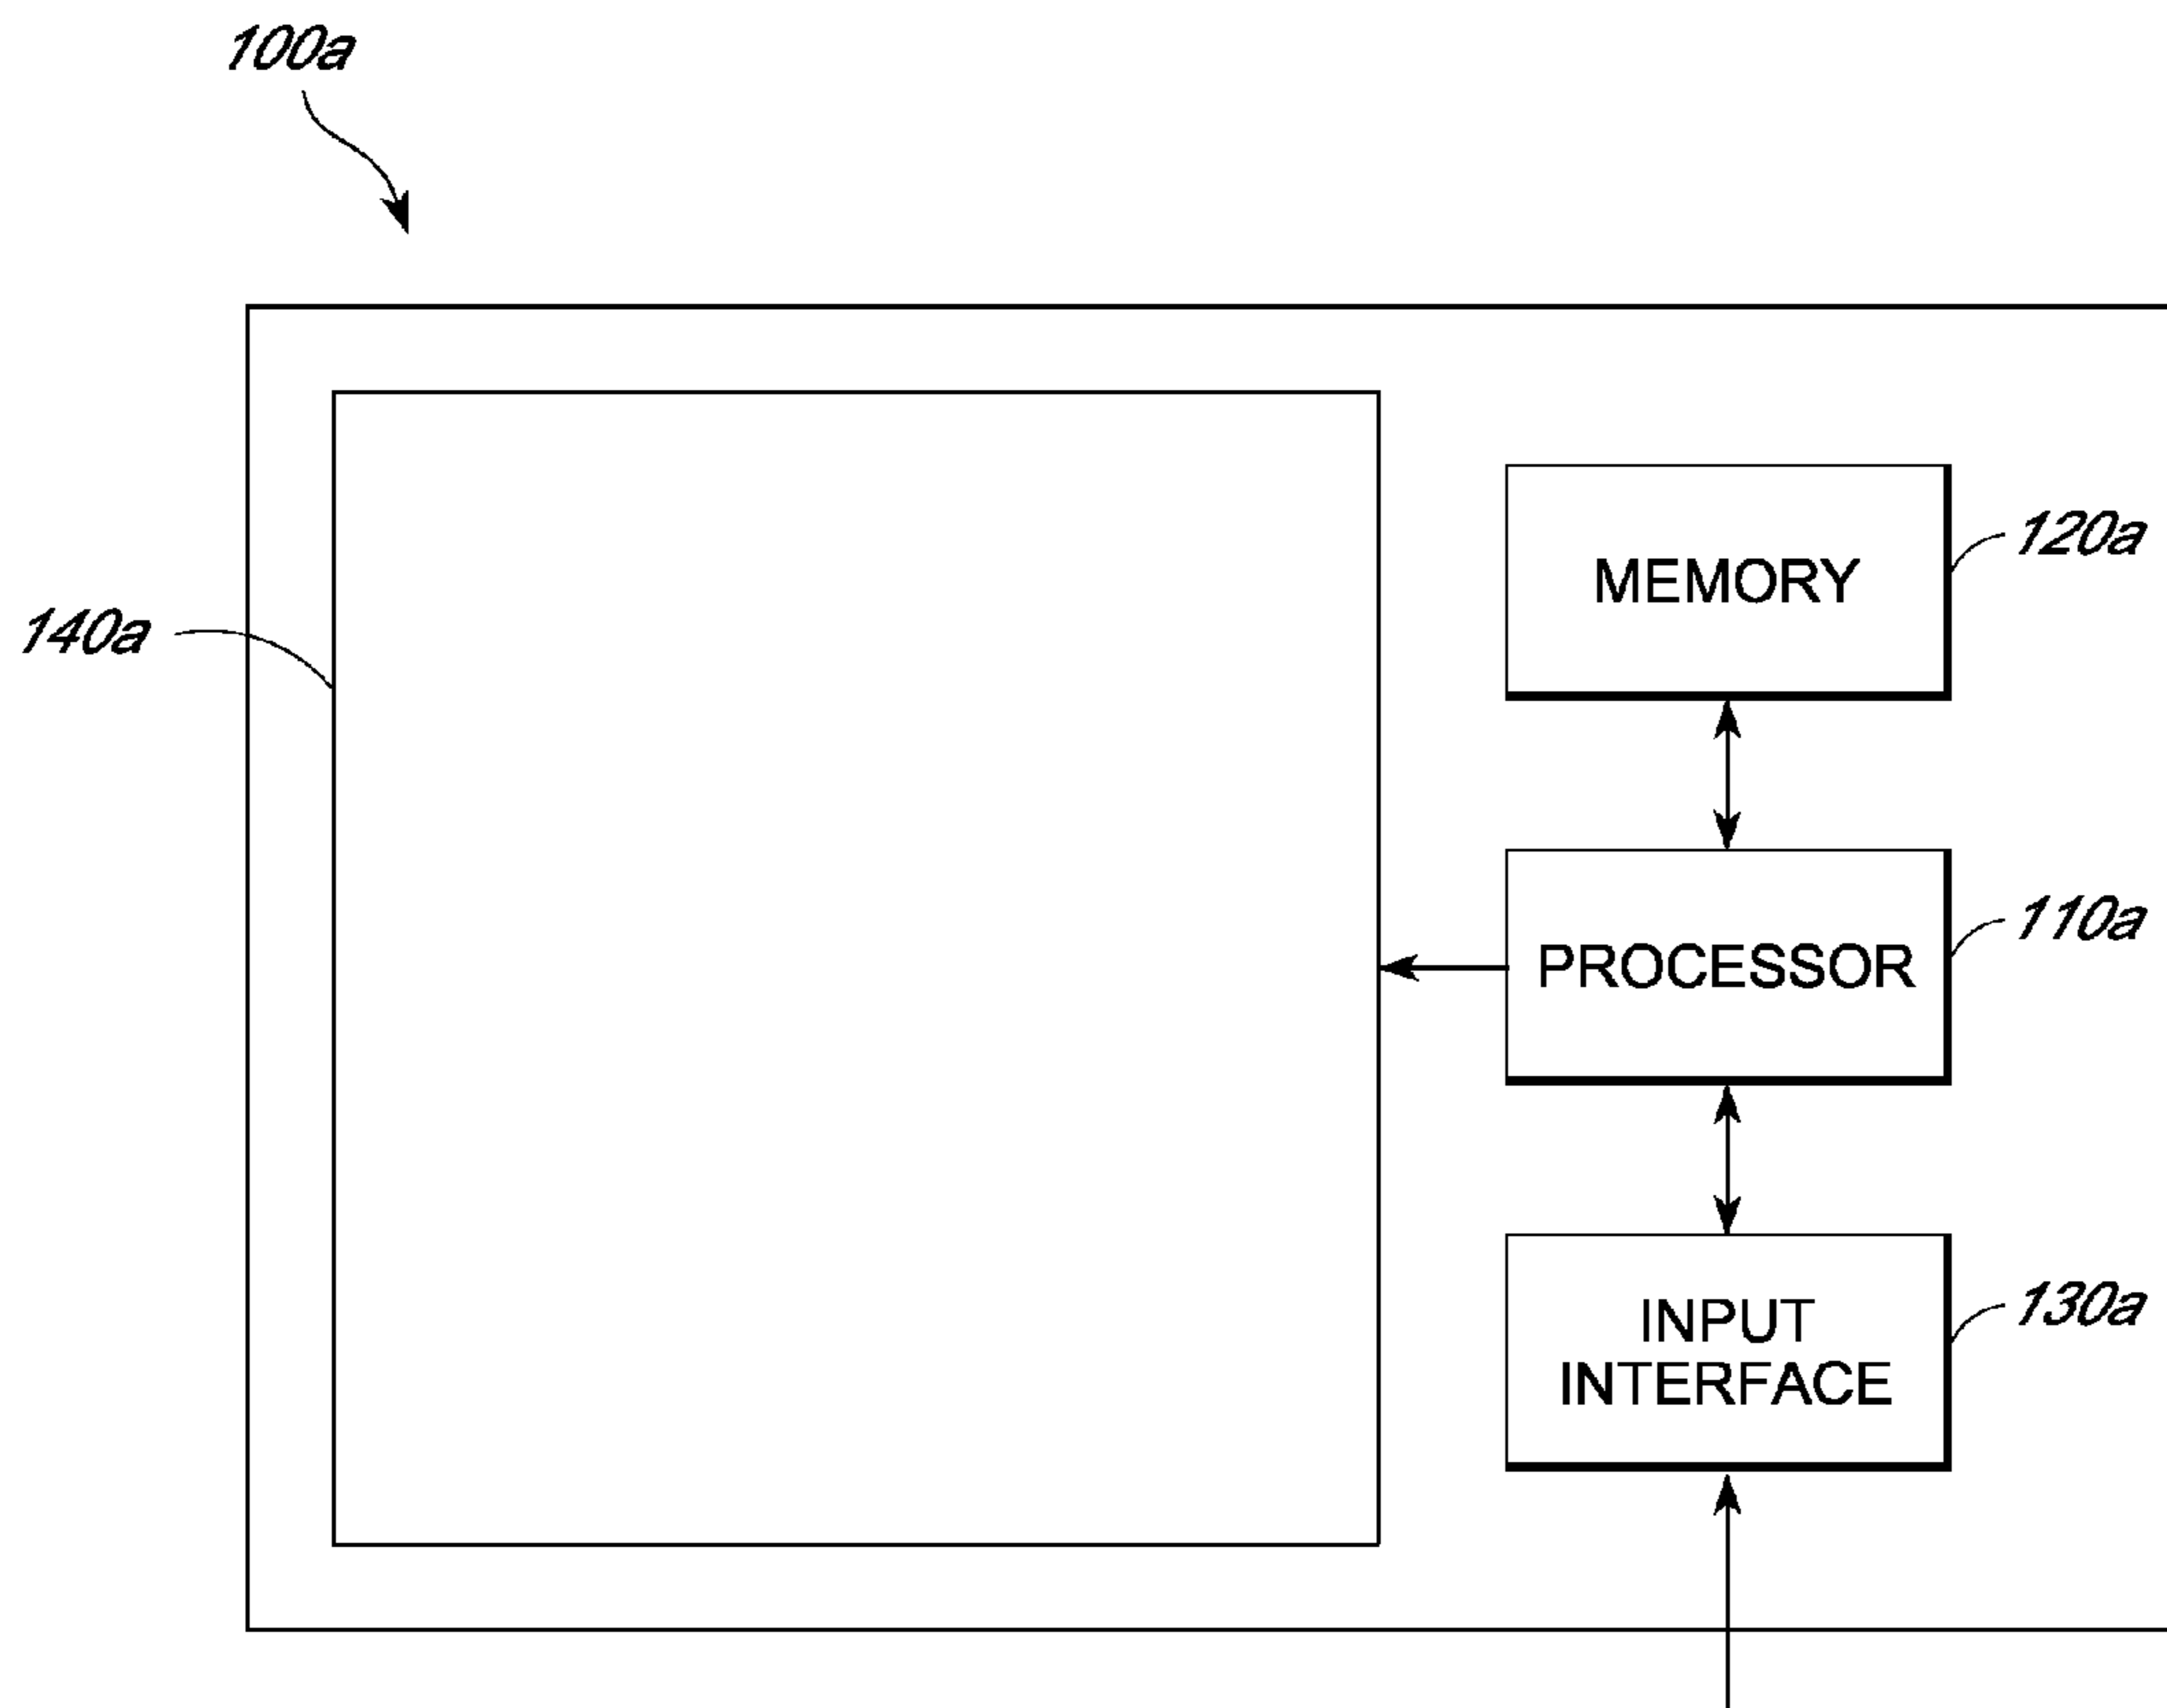 100a
MEMORY
120a
140a
PROCESSOR
110a
INPUT
INTERFACE
130a